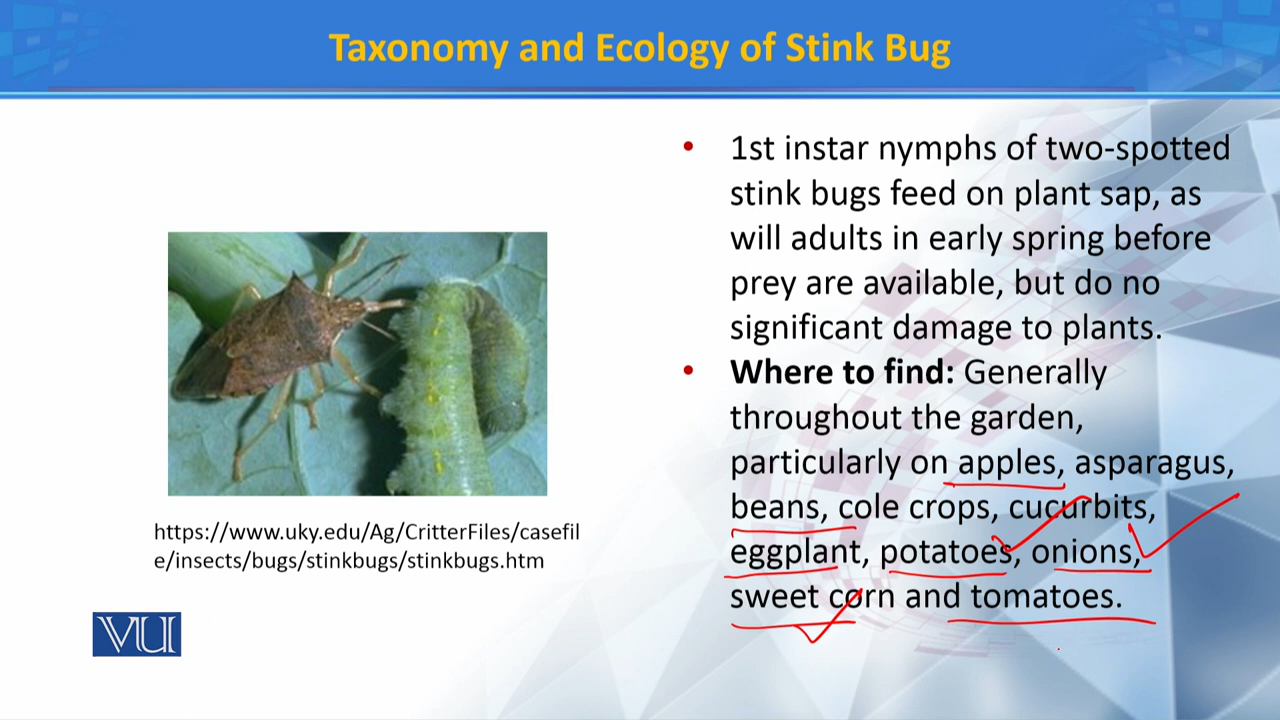 Taxonomy and Ecology of Stink Bug
• 1st instar nymphs of two-spotted
stink bugs feed on plant sap, as
will adults in early spring before
prey are available, but do no
significant damage to plants.
• Where to find: Generally
throughout the garden,
particularly on apples, asparagus,
beans, cole crops, cucurbits,
eggplant, potatoes, onions,
sweet corn and tomatoes.
https://www.uky.edu/Ag/CritterFiles/casefil
e/insects/bugs/stinkbugs/stinkbugs.htm
VU